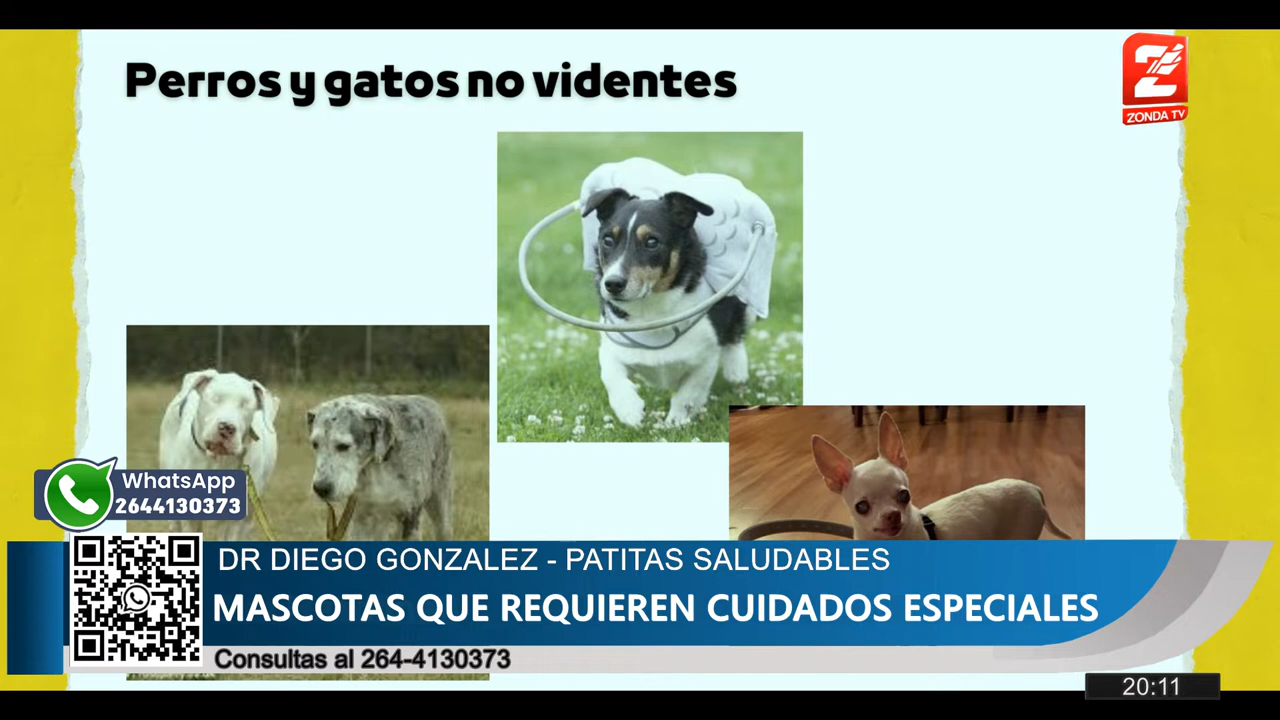 Perros y gatos no videntes
ZONDA TV
WhatsApp
2644130373
DR DIEGO GONZALEZ - PATITAS SALUDABLES
MASCOTAS QUE REQUIEREN CUIDADOS ESPECIALES
Consultas al 264-4130373
20:11